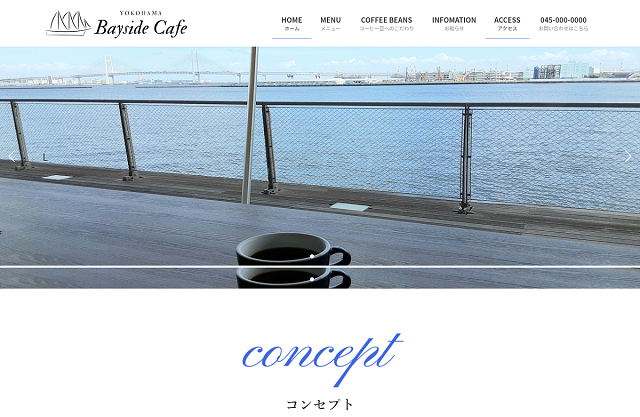 YOKOHAMA
Bayside Cafe
HOME
ホーム
MENU
メニュー
COFFEE BEANS
コーヒー豆へのこだわり
INFOMATION
お知らせ
ACCESS
アクセス
045-000-0000
お問い合わせはこちら
concept
コンセプト